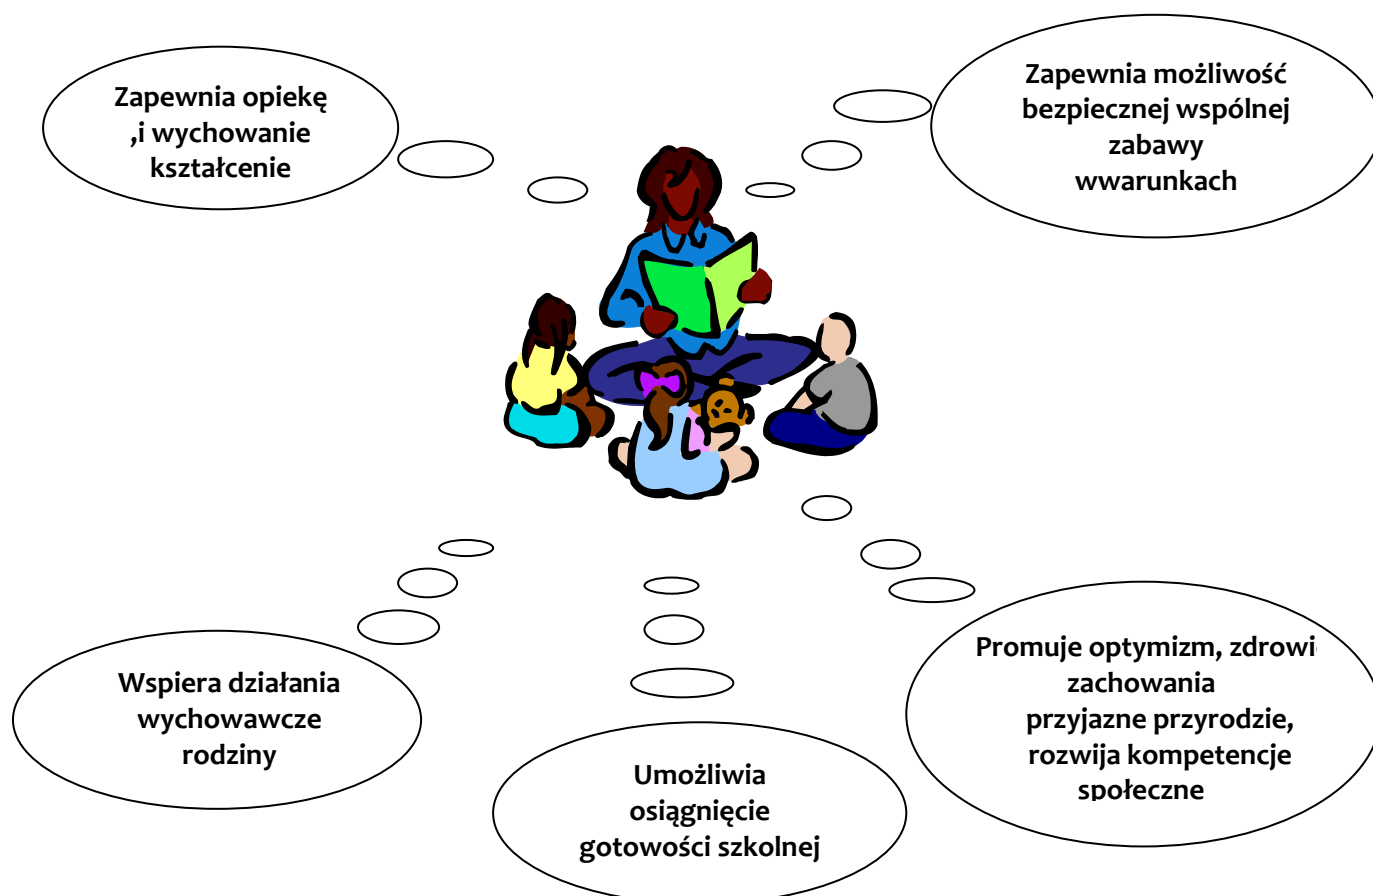 Zapewnia opiekę
,i wychowanie
kształcenie
Zapewnia możliwość
bezpiecznej wspólnej
zabawy
wwarunkach
Wspiera działania
wychowawcze
rodziny
Umożliwia
osiągnięcie
gotowości szkolnej
Promuje optymizm, zdrowi
zachowania
przyjazne przyrodzie,
rozwija kompetencje
społeczne